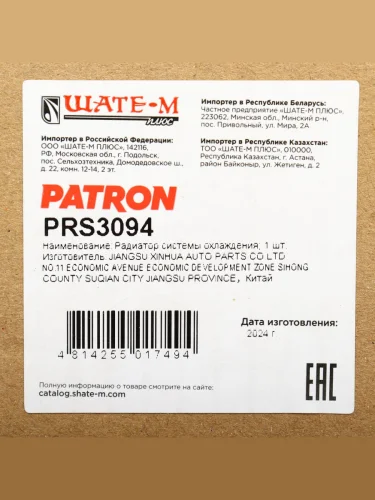 ШАТЕ-М
ПЛЮС
Импортер в Российской Федерации:
ООО «ШАТЕ-М ПЛЮС», 142116,
РФ, Московская обл., г. Подольск,
пос. Сельхозтехника, Домодедовское ш.,
д. 22, комн. 12-14, 2 эт.
Импортер в Республике Беларусь:
Частное предприятие «ШАТЕ-М ПЛЮС»,
223062, Минская обл., Минский р-н,
пос. Привольный, ул. Мира, 2А
Импортер в Республике Казахстан:
ТОО «ШАТЕ-М ПЛЮС», 010000,
Республика Казахстан, г. Астана,
район Байконыр, ул. Жетиген, д. 2
PATRON
PRS3094
Наименование: Радиатор системы охлаждения; 1 шт.
Изготовитель: JIANGSU XINHUA AUTO PARTS CO LTD
NO.11 ECONOMIC AVENUE ECONOMIC DEVELOPMENT ZONE SIHONG
COUNTY SUQIAN CITY JIANGSU PROVINCE, Китай
4 814255 017494
Дата изготовления:
2024 г
Полную информацию о товаре смотрите на сайте:
catalog.shate-m.com
EAC